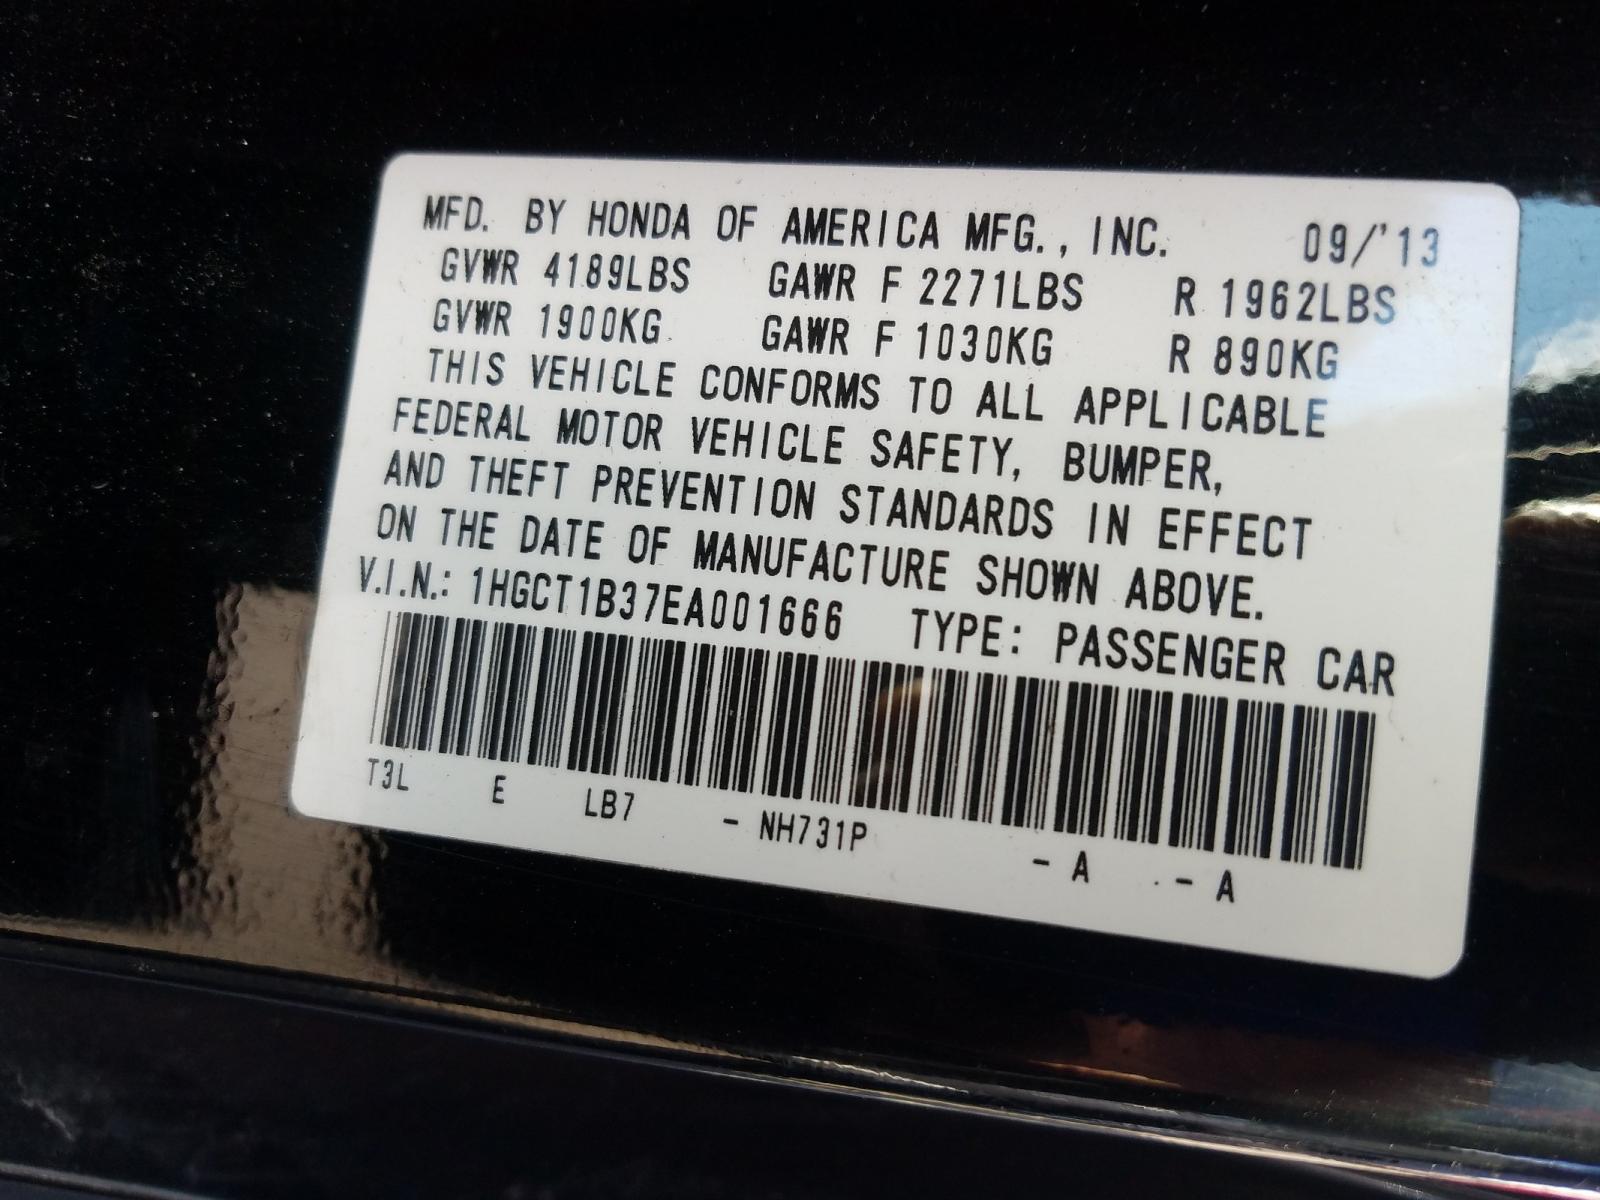 MFD. BY HONDA OF AMERICA MFG., INC. 09/'13
GVWR 4189LBS GAWR F 2271LBS R 1962LBS
GVWR 1900KG GAWR F 1030KG R 890KG
THIS VEHICLE CONFORMS TO ALL APPLICABLE
FEDERAL MOTOR VEHICLE SAFETY, BUMPER,
AND THEFT PREVENTION STANDARDS IN EFFECT
ON THE DATE OF MANUFACTURE SHOWN ABOVE.
V.I.N.: 1HGCT1B37EA001666 TYPE: PASSENGER CAR
T3L E LB7 - NH731P - A - A